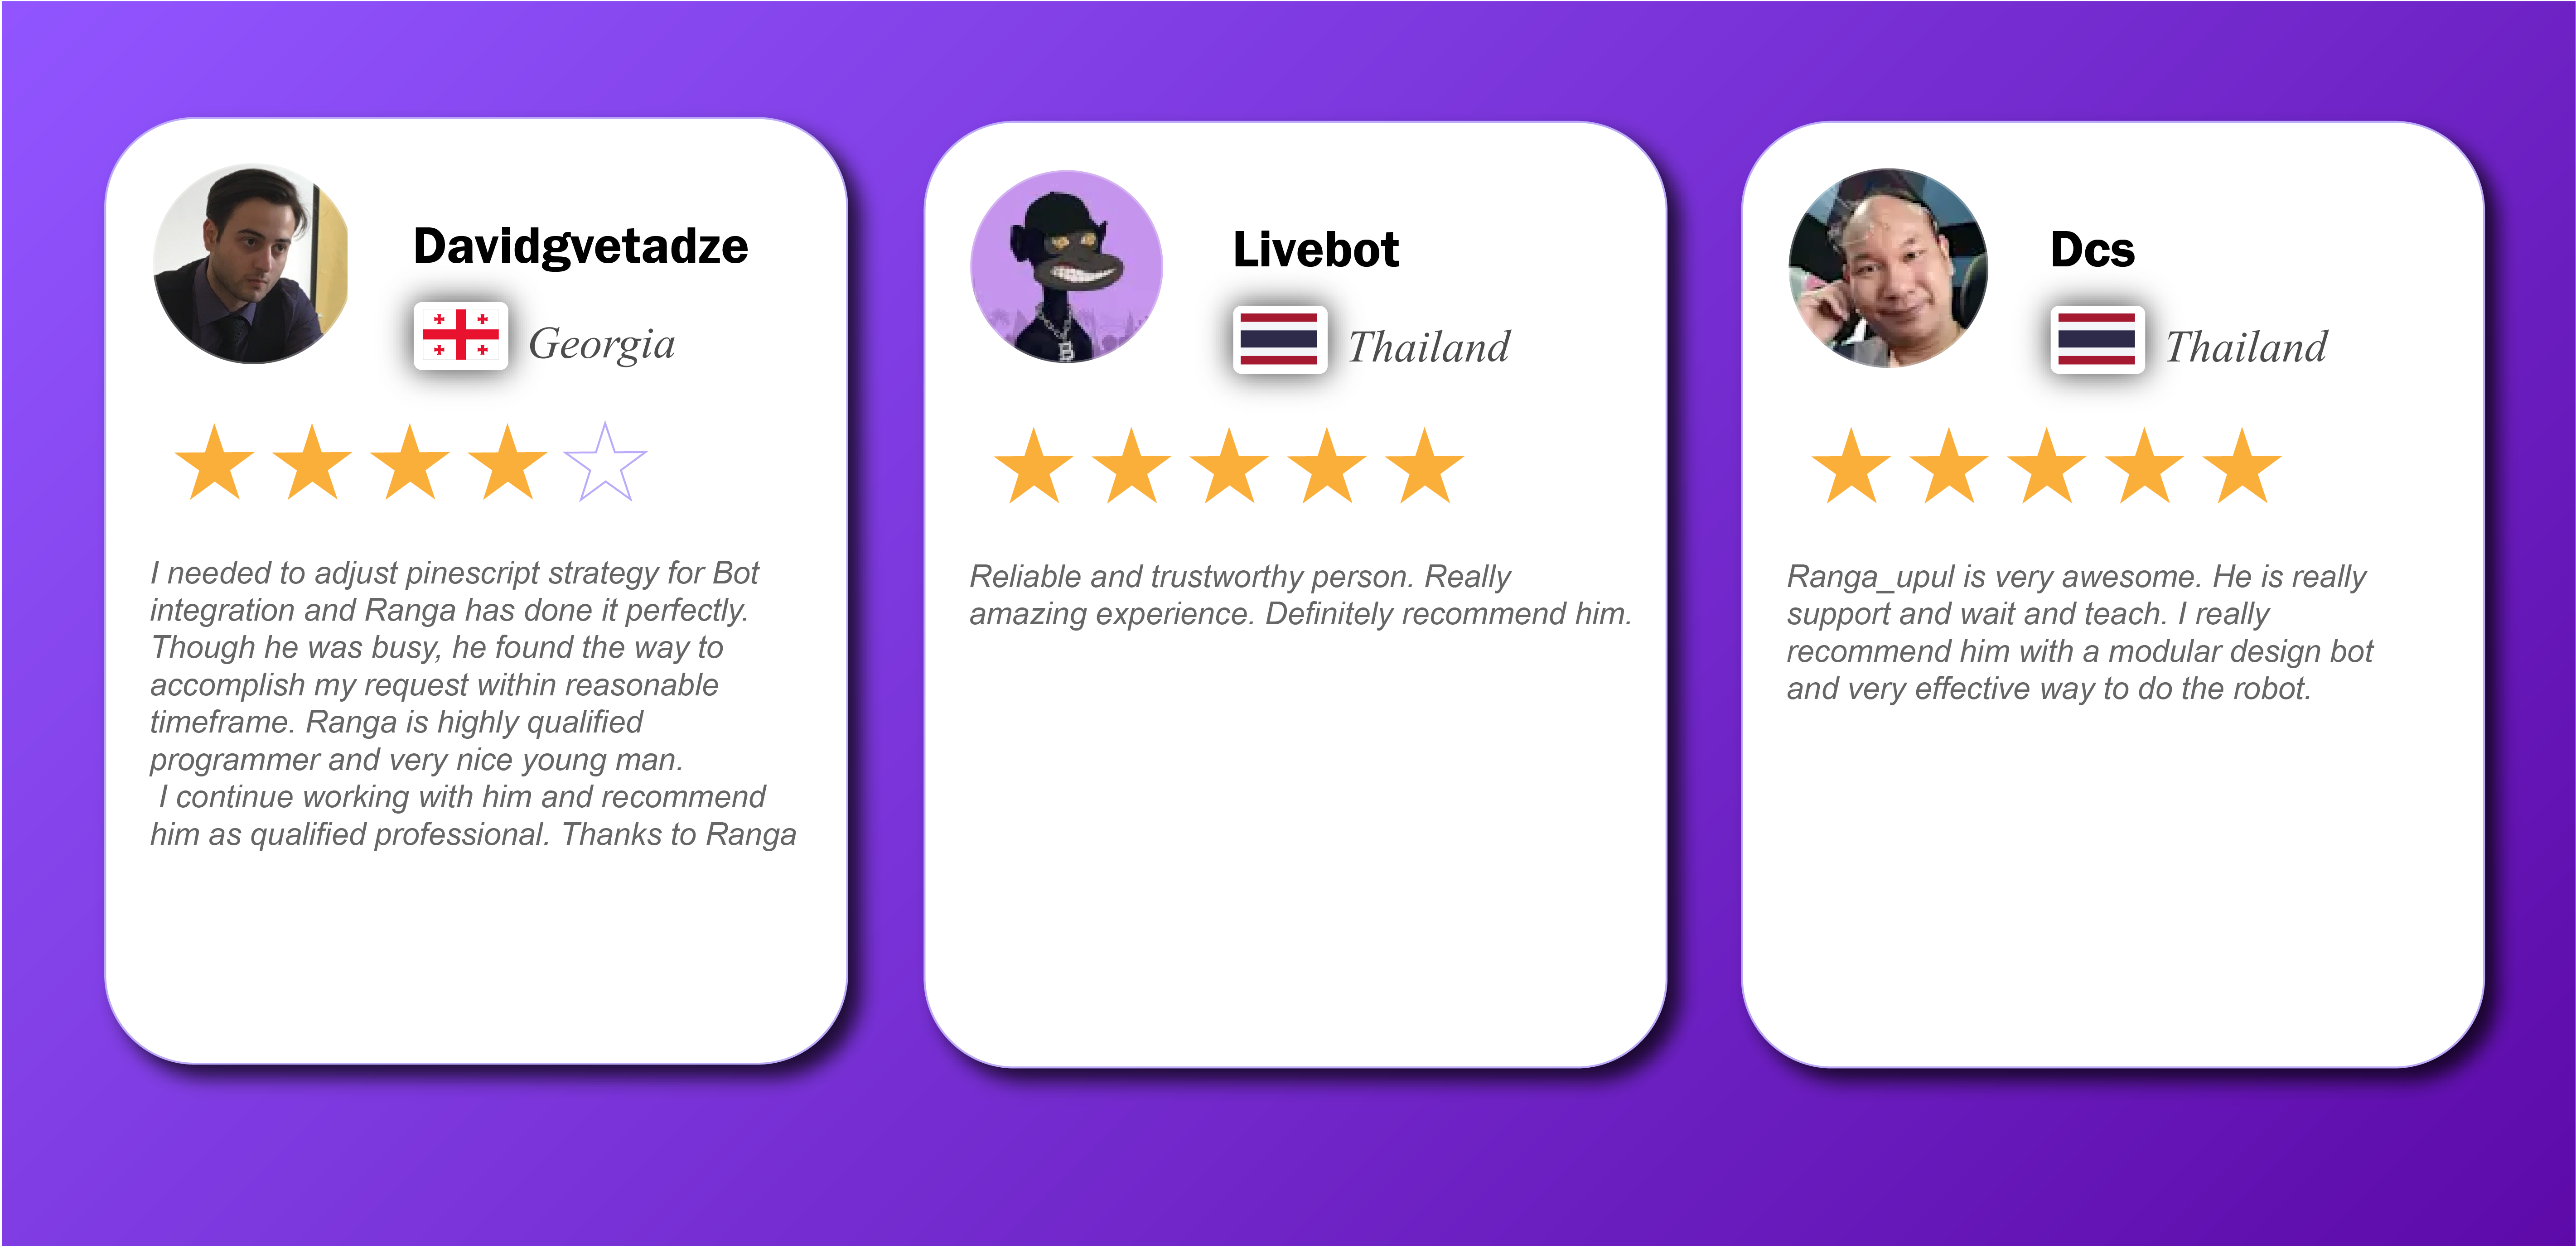 Davidgvetadze
Georgia
I needed to adjust pinescript strategy for Bot
integration and Ranga has done it perfectly.
Though he was busy, he found the way to
accomplish my request within reasonable
timeframe. Ranga is highly qualified
programmer and very nice young man.
I continue working with him and recommend
him as qualified professional. Thanks to Ranga
Livebot
Thailand
Reliable and trustworthy person. Really
amazing experience. Definitely recommend him.
Dcs
Thailand
Ranga_upul is very awesome. He is really
support and wait and teach. I really
recommend him with a modular design bot
and very effective way to do the robot.